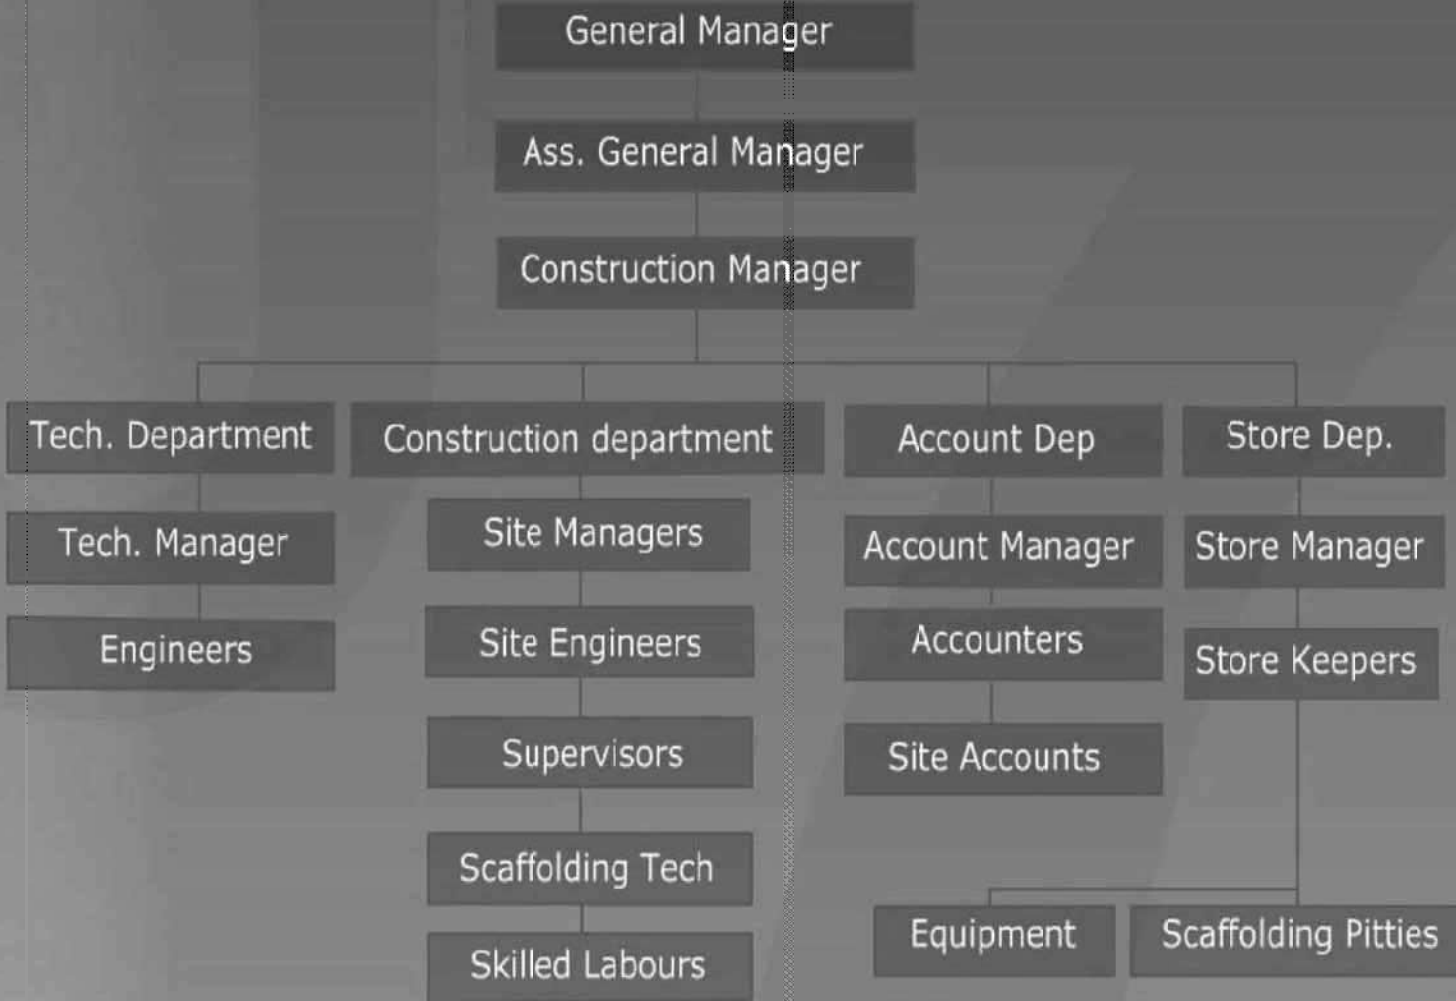 General Manager
Ass. General Manager
Construction Manager
Tech. Department
Construction department
Account Dep
Store Dep.
Tech. Manager
Site Managers
Account Manager
Store Manager
Engineers
Site Engineers
Accounters
Store Keepers
Supervisors
Site Accounts
Scaffolding Tech
Equipment
Scaffolding Pitties
Skilled Labours